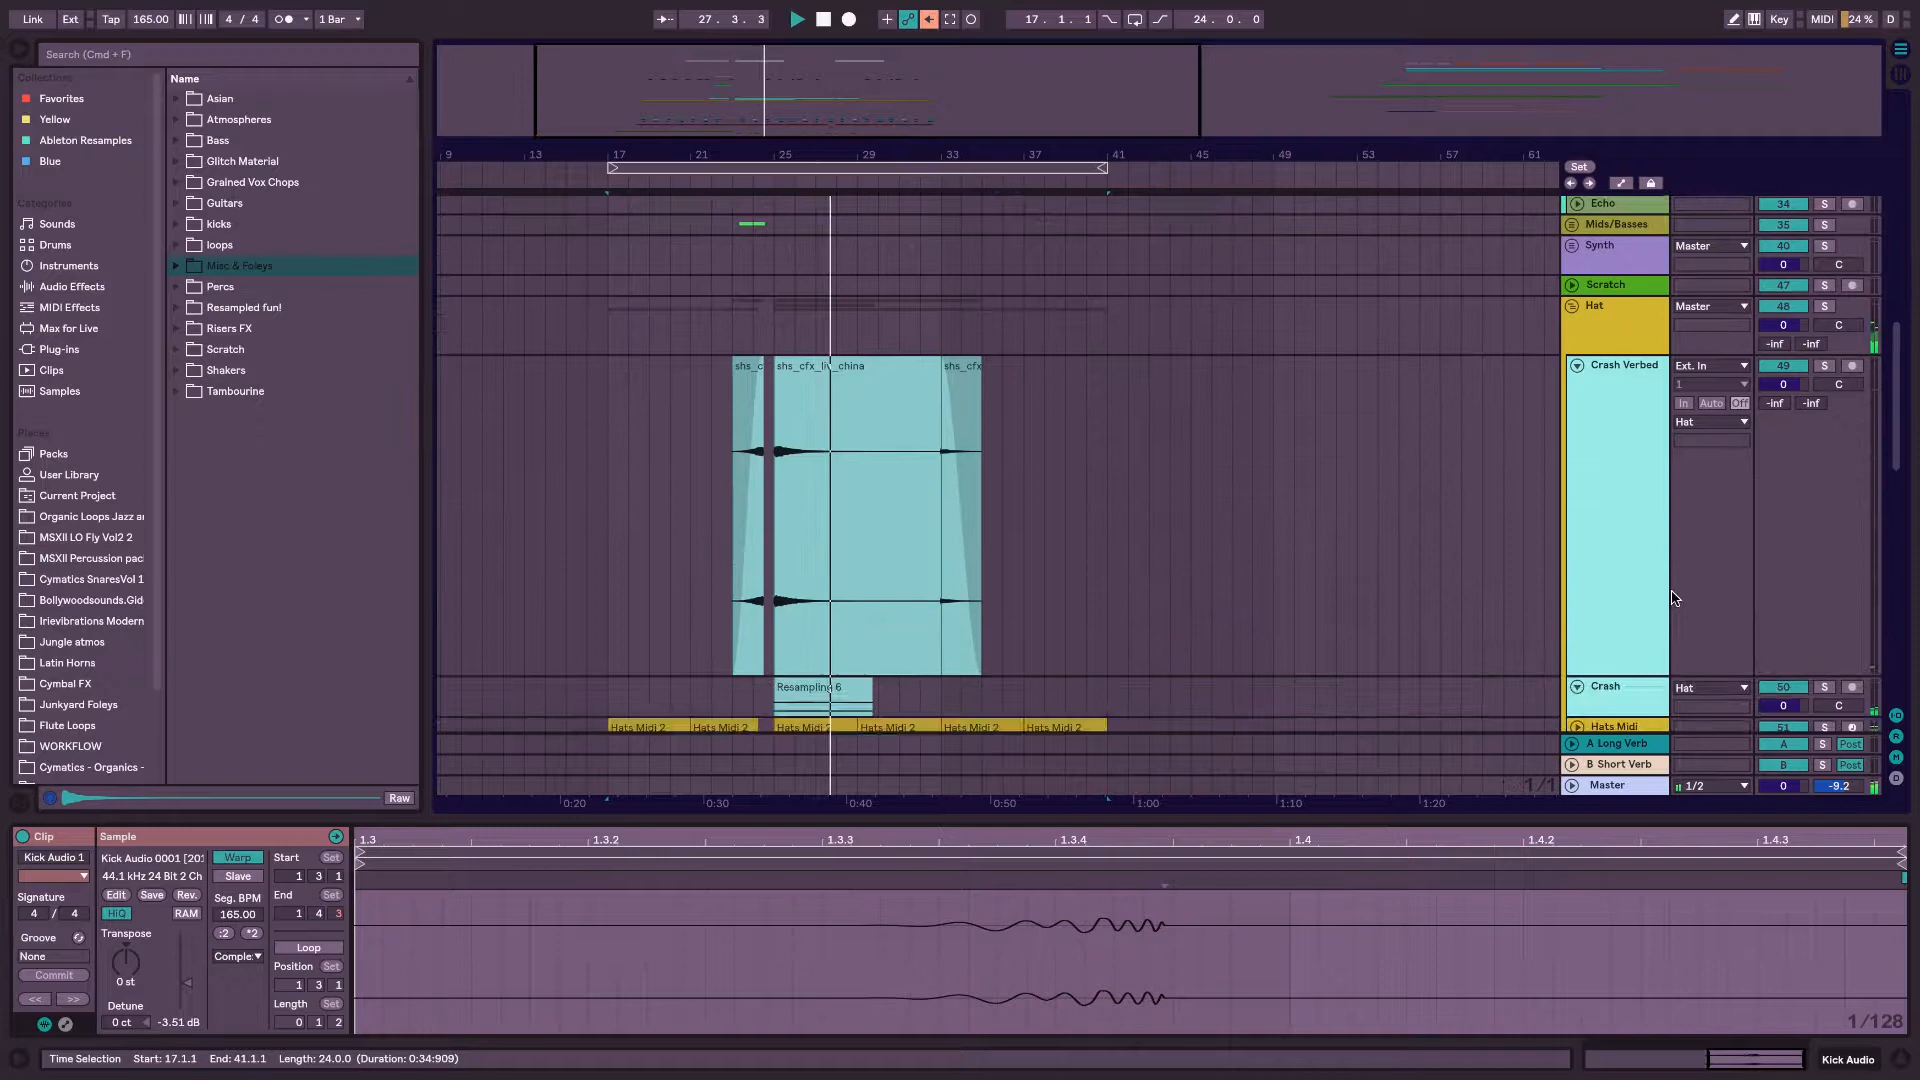 Link Ext Tap 165.00 4 / 4 1 Bar 27 . 3 . 3 17 . 1 . 1 24 . 0 . 0 Key MIDI 24 % D
Search (Cmd + F)
Collections
Favorites
Yellow
Ableton Resamples
Blue
Categories
Sounds
Drums
Instruments
Audio Effects
MIDI Effects
Max for Live
Plug-ins
Clips
Samples
Places
Packs
User Library
Current Project
Organic Loops Jazz ar
MSXII LO Fly Vol2 2
MSXII Percussion pac
Cymatics SnaresVol 1
Bollywoodsounds.Gid
Irievibrations Modern
Jungle atmos
Latin Horns
Cymbal FX
Junkyard Foleys
Flute Loops
WORKFLOW
Cymatics - Organics -
Name
Asian
Atmospheres
Bass
Glitch Material
Grained Vox Chops
Guitars
kicks
loops
Misc & Foleys
Percs
Resampled fun!
Risers FX
Scratch
Shakers
Tambourine
Raw
9 13 17 21 25 29 33 37 41 45 49 53 57 61
Set
Echo 34 S
Mids/Basses 35 S
Synth Master 40 S
0 C
Scratch 47 S
Hat Master 48 S
0 C
-inf -inf
shs_c shs_cfx_liv_china shs_cfx
Crash Verbed Ext. In 49 S
1 0 C
In Auto Off -inf -inf
Hat
Resampling 6
Crash Hat 50 S
0 C
Hats Midi 2 Hats Midi 2 Hats Midi 2 Hats Midi 2 Hats Midi 2 Hats Midi 2
Hats Midi 51 S
A Long Verb A S Post
B Short Verb B S Post
1/1
Master 1/2 0 -9.2
0:20 0:30 0:40 0:50 1:00 1:10 1:20
Clip
Kick Audio 1
Signature
4 / 4
Groove
None
Commit
<< >>
Sample
Kick Audio 0001 [20
44.1 kHz 24 Bit 2 Ch
Edit Save Rev.
HiQ RAM
Transpose
0 st
Detune
0 ct -3.51 dB
Warp
Slave
Seg. BPM
165.00
:2 *2
Comple
Start Set
1 3 1
End Set
1 4 3
Loop
Position Set
1 3 1
Length Set
0 1 2
1.3 1.3.2 1.3.3 1.3.4 1.4 1.4.2 1.4.3
1/128
Time Selection Start: 17.1.1 End: 41.1.1 Length: 24.0.0 (Duration: 0:34:909)
Kick Audio